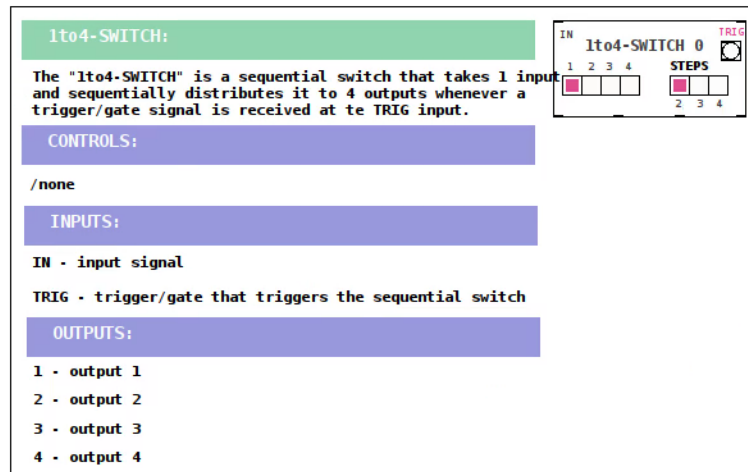 1to4-SWITCH:
The "1to4-SWITCH" is a sequential switch that takes 1 input
and sequentially distributes it to 4 outputs whenever a
trigger/gate signal is received at te TRIG input.
CONTROLS:
/none
INPUTS:
IN - input signal
TRIG - trigger/gate that triggers the sequential switch
OUTPUTS:
1 - output 1
2 - output 2
3 - output 3
4 - output 4
IN
TRIG
1to4-SWITCH 0
1 2 3 4
STEPS
2 3 4